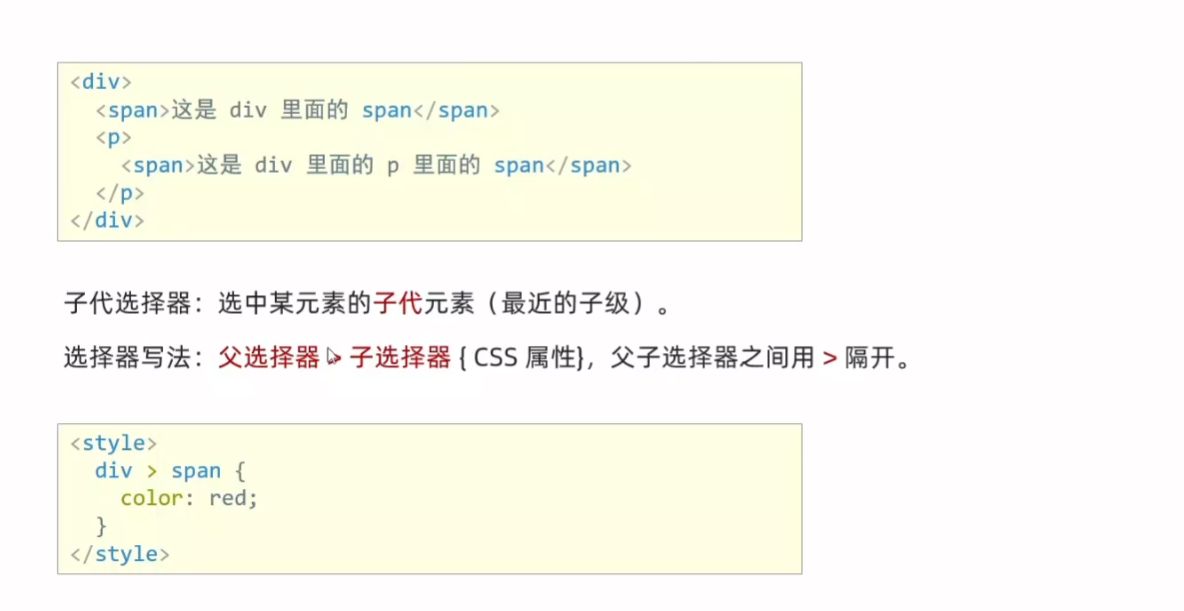 <div>
<span>这是 div 里面的 span</span>
<p>
<span>这是 div 里面的 p 里面的 span</span>
</p>
</div>
子代选择器：选中某元素的子代元素（最近的子级）。
选择器写法：父选择器 > 子选择器 { CSS 属性}，父子选择器之间用 > 隔开。
<style>
div > span {
color: red;
}
</style>